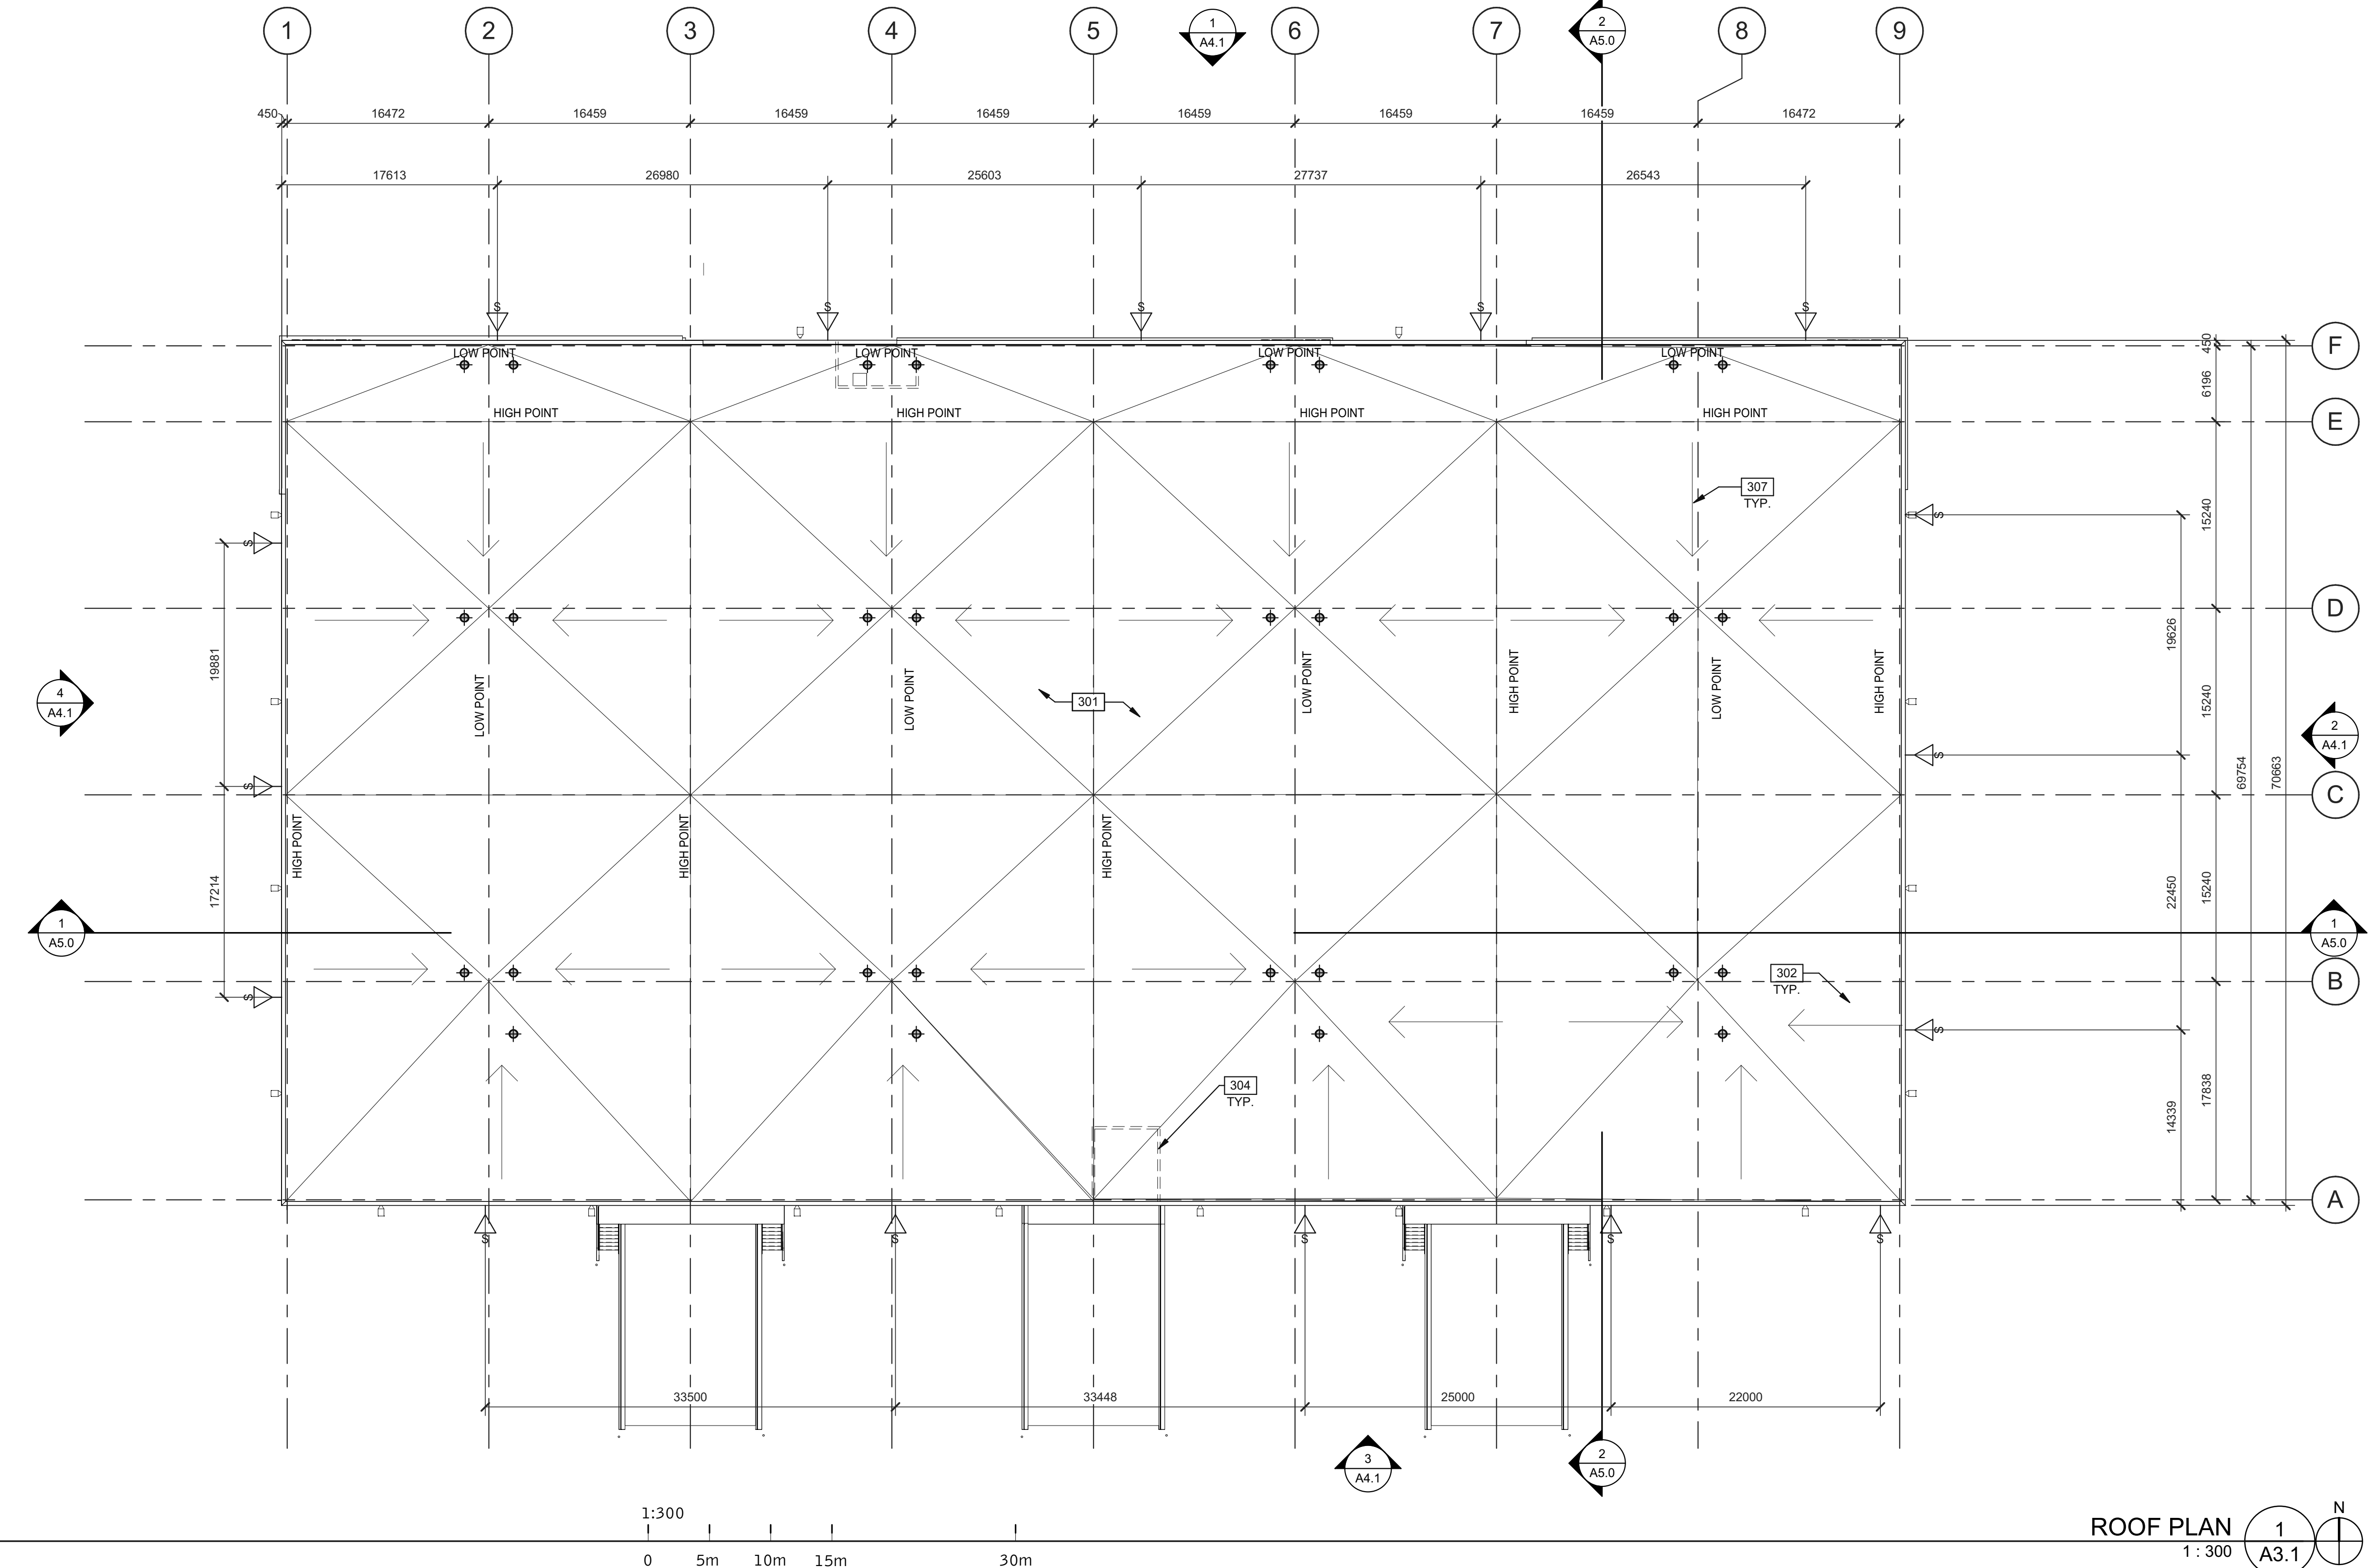 1 2 3 4 5 6 7 8 9
1
A4.1
2
A5.0
450 16472 16459 16459 16459 16459 16459 16459 16472
17613 26980 25603 27737 26543
S S S S S
F
450
LOW POINT LOW POINT LOW POINT LOW POINT
6196
HIGH POINT HIGH POINT HIGH POINT HIGH POINT
E
307
TYP.
15240
S S
D
19881
19626
4
A4.1
LOW POINT LOW POINT LOW POINT HIGH POINT LOW POINT HIGH POINT
301
15240
2
A4.1
S
69754
70663
S
C
HIGH POINT HIGH POINT HIGH POINT
17214
22450
15240
1
A5.0
1
A5.0
302
TYP.
B
S S
304
TYP.
14339
17838
A
S S S S S
33500 33448 25000 22000
3
A4.1
2
A5.0
1:300
0 5m 10m 15m 30m
ROOF PLAN
1 : 300
1
A3.1
N